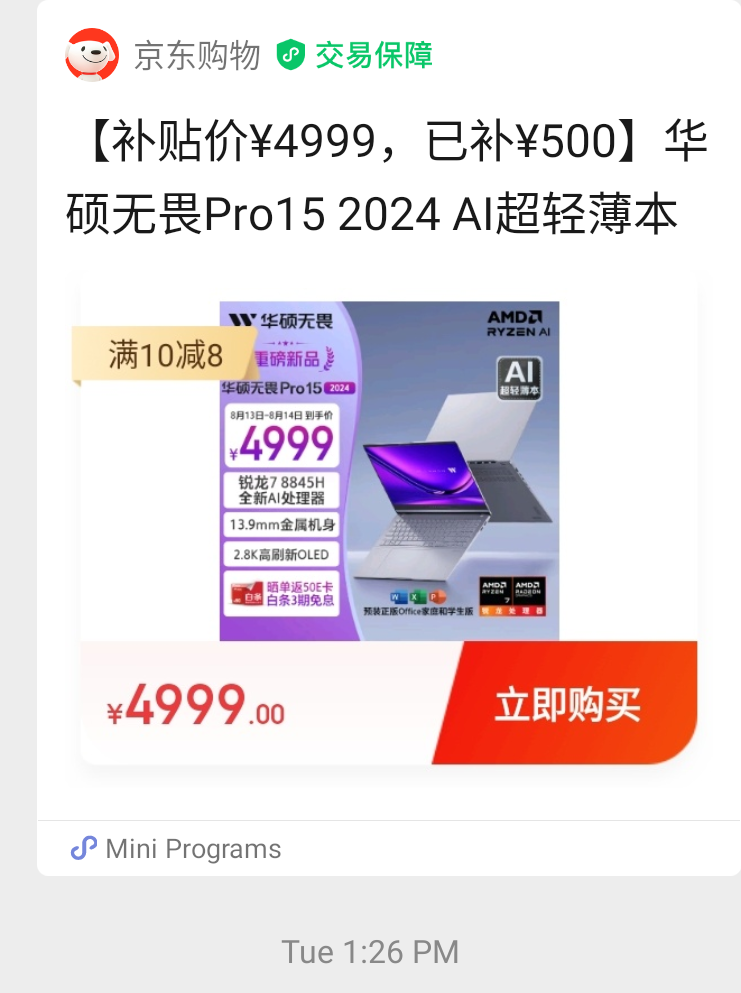 京东购物 交易保障
【补贴价¥4999，已补¥500】华
硕无畏Pro15 2024 AI超轻薄本
满10减8
华硕无畏
重磅新品
华硕无畏Pro15 2024
8月13日-8月14日 到手价
¥4999
锐龙7 8845H
全新AI处理器
13.9mm金属机身
2.8K高刷新OLED
白条
晒单返50E卡
白条3期免息
AMD
RYZEN AI
AI
超轻薄本
W X P
预装正版Office家庭和学生版
AMD
RYZEN
7
AMD
RADEON
GRAPHICS
锐龙处理器
¥4999.00
立即购买
Mini Programs
Tue 1:26 PM